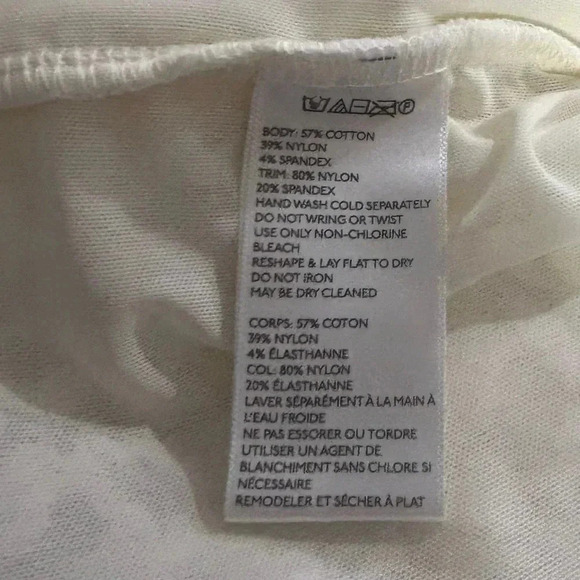 BODY: 57% COTTON
39% NYLON
4% SPANDEX
TRIM: 80% NYLON
20% SPANDEX
HAND WASH COLD SEPARATELY
DO NOT WRING OR TWIST
USE ONLY NON-CHLORINE
BLEACH
RESHAPE & LAY FLAT TO DRY
DO NOT IRON
MAY BE DRY CLEANED
CORPS: 57% COTON
39% NYLON
4% ÉLASTHANNE
COL: 80% NYLON
20% ÉLASTHANNE
LAVER SÉPARÉMENT À LA MAIN À
L'EAU FROIDE
NE PAS ESSORER OU TORDRE
UTILISER UN AGENT DE
BLANCHIMENT SANS CHLORE SI
NÉCESSAIRE
REMODELER ET SÉCHER À PLAT